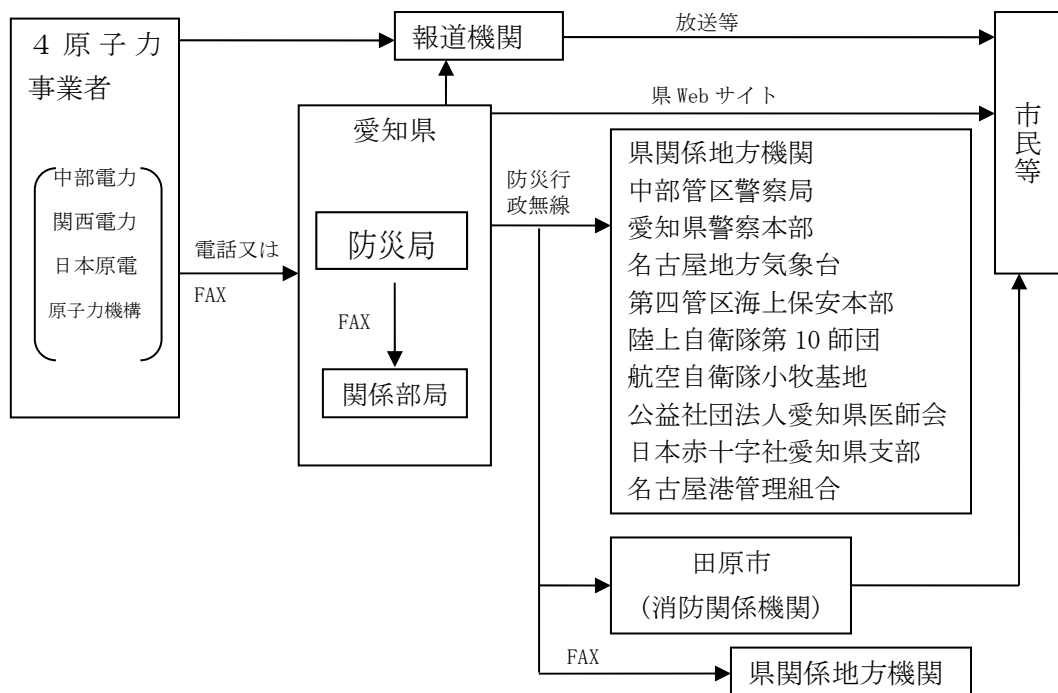 ４原子力
事業者
中部電力
関西電力
日本原電
原子力機構
電話又は
FAX
報道機関
放送等
県 Web サイト
愛知県
防災局
FAX
関係部局
防災行
政無線
県関係地方機関
中部管区警察局
愛知県警察本部
名古屋地方気象台
第四管区海上保安本部
陸上自衛隊第 10 師団
航空自衛隊小牧基地
公益社団法人愛知県医師会
日本赤十字社愛知県支部
名古屋港管理組合
田原市
(消防関係機関)
FAX
県関係地方機関
市民等